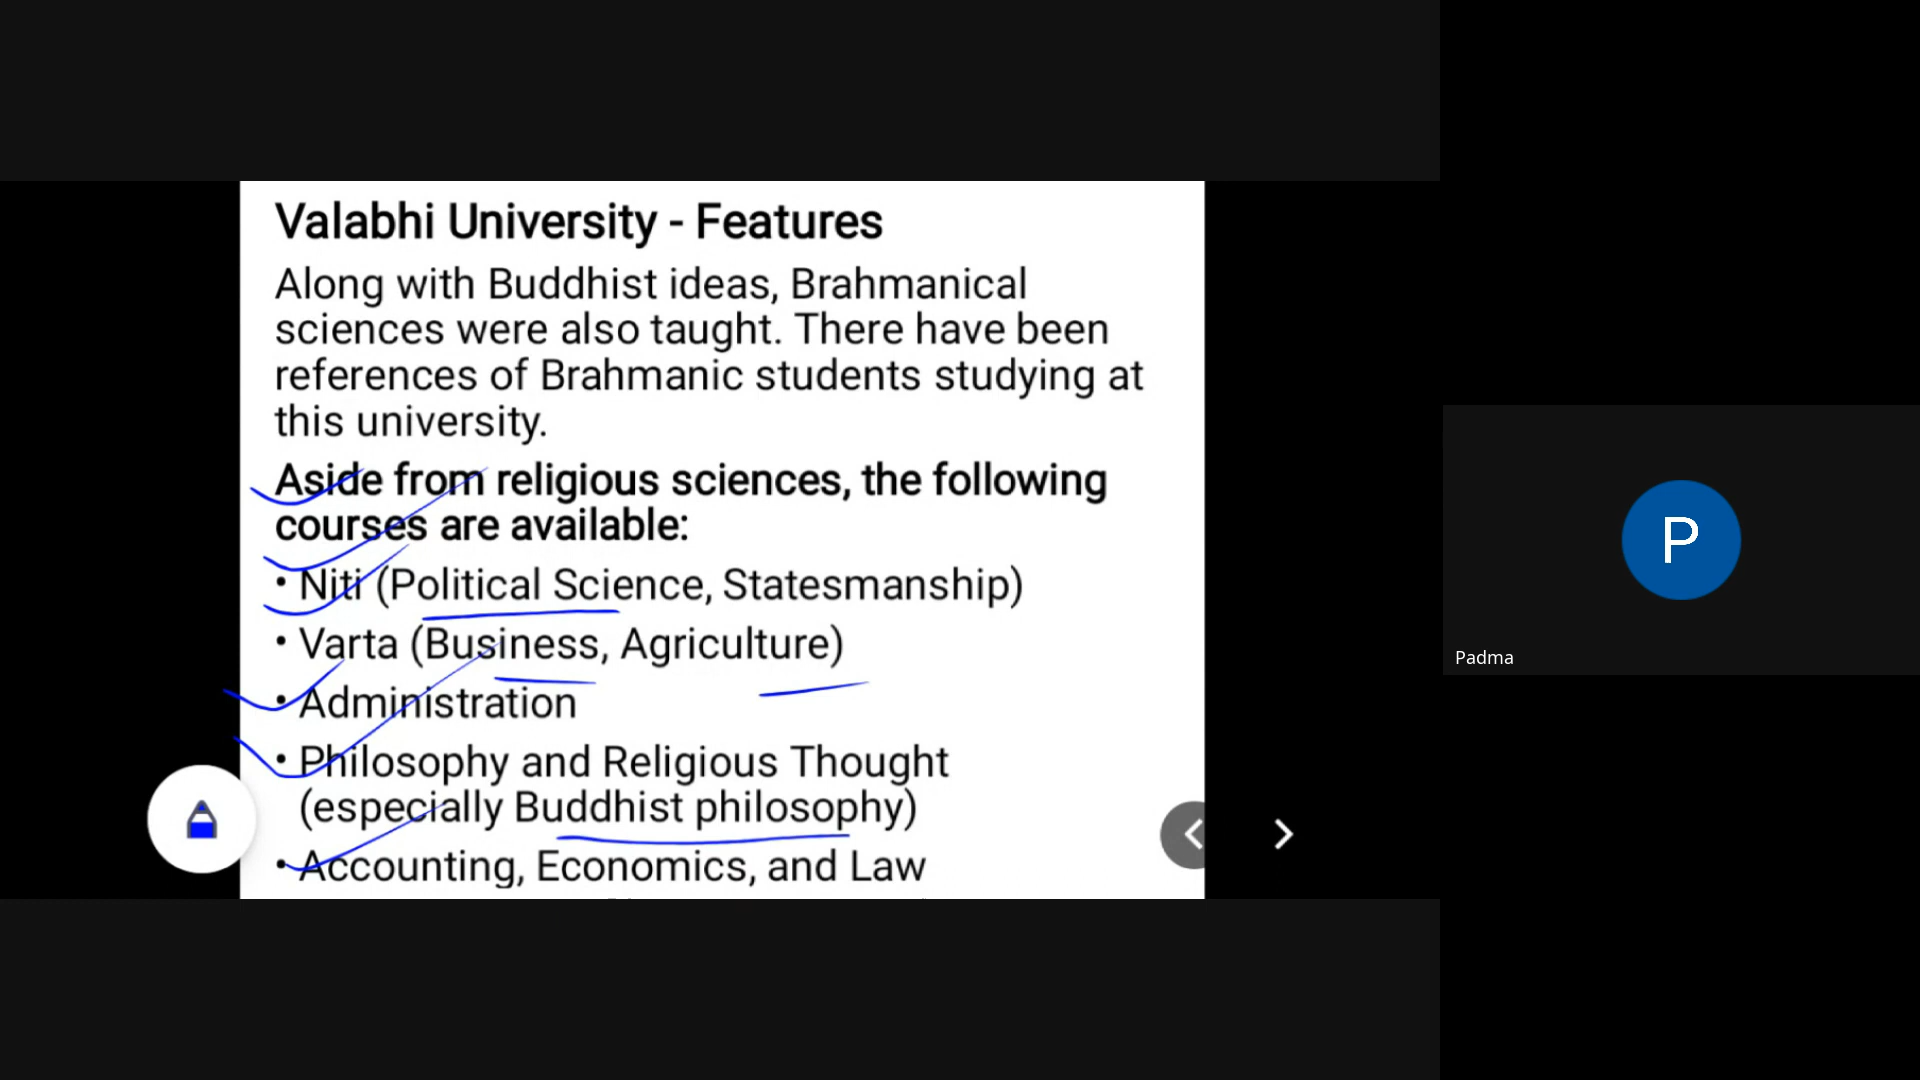 Valabhi University - Features
Along with Buddhist ideas, Brahmanical
sciences were also taught. There have been
references of Brahmanic students studying at
this university.
Aside from religious sciences, the following
courses are available:
• Niti (Political Science, Statesmanship)
• Varta (Business, Agriculture)
• Administration
• Philosophy and Religious Thought
(especially Buddhist philosophy)
• Accounting, Economics, and Law
P
Padma